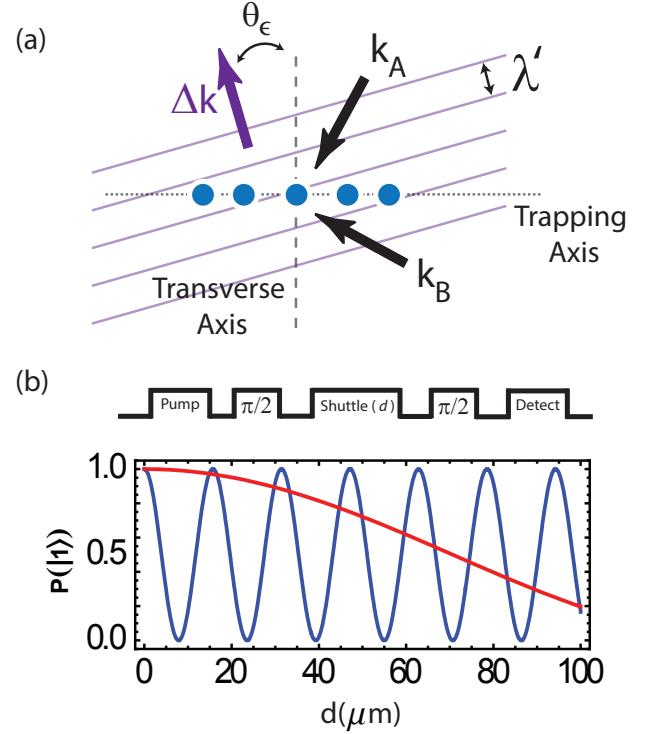 (a)
θϵ
kA
λ′
Δk
Trapping
Axis
kB
Transverse
Axis
(b)
Pump π/2 Shuttle (d) π/2 Detect
1.0
0.5
0.0
P(|1⟩)
0 20 40 60 80 100
d(μm)